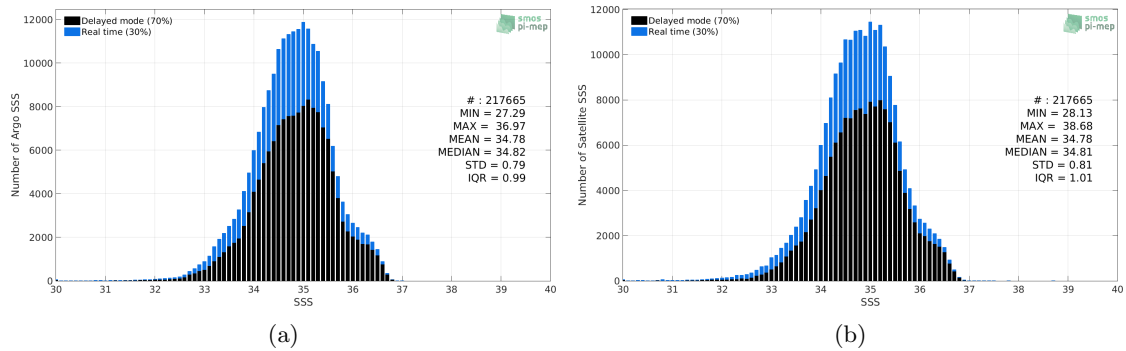 Delayed mode (70%)
Real time (30%)
smos
pi-mep
# : 217665
MIN = 27.29
MAX = 36.97
MEAN = 34.78
MEDIAN = 34.82
STD = 0.79
IQR = 0.99
Number of Argo SSS
12000
10000
8000
6000
4000
2000
0
30 31 32 33 34 35 36 37 38 39 40
SSS
(a)
Delayed mode (70%)
Real time (30%)
smos
pi-mep
# : 217665
MIN = 28.13
MAX = 38.68
MEAN = 34.78
MEDIAN = 34.81
STD = 0.81
IQR = 1.01
Number of Satellite SSS
12000
10000
8000
6000
4000
2000
0
30 31 32 33 34 35 36 37 38 39 40
SSS
(b)